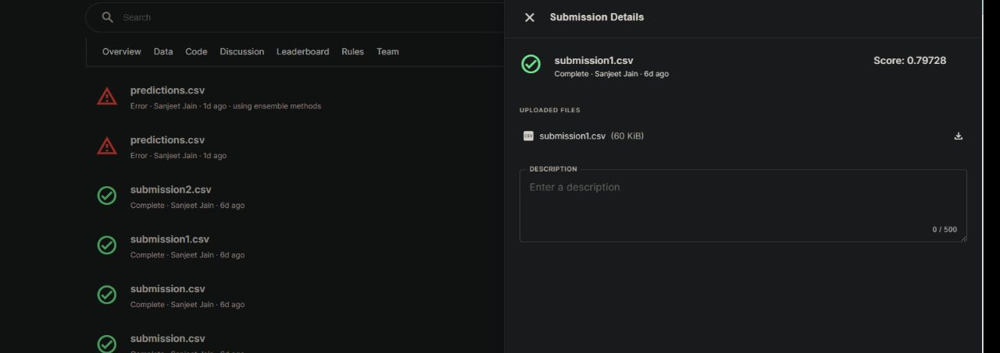 Search
Overview Data Code Discussion Leaderboard Rules Team
predictions.csv
Error · Sanjeet Jain · 1d ago · using ensemble methods
predictions.csv
Error · Sanjeet Jain · 1d ago
submission2.csv
Complete · Sanjeet Jain · 6d ago
submission1.csv
Complete · Sanjeet Jain · 6d ago
submission.csv
Complete · Sanjeet Jain · 6d ago
submission.csv
Submission Details
submission1.csv
Score: 0.79728
Complete · Sanjeet Jain · 6d ago
UPLOADED FILES
CSV submission1.csv (60 KiB)
DESCRIPTION
Enter a description
0 / 500